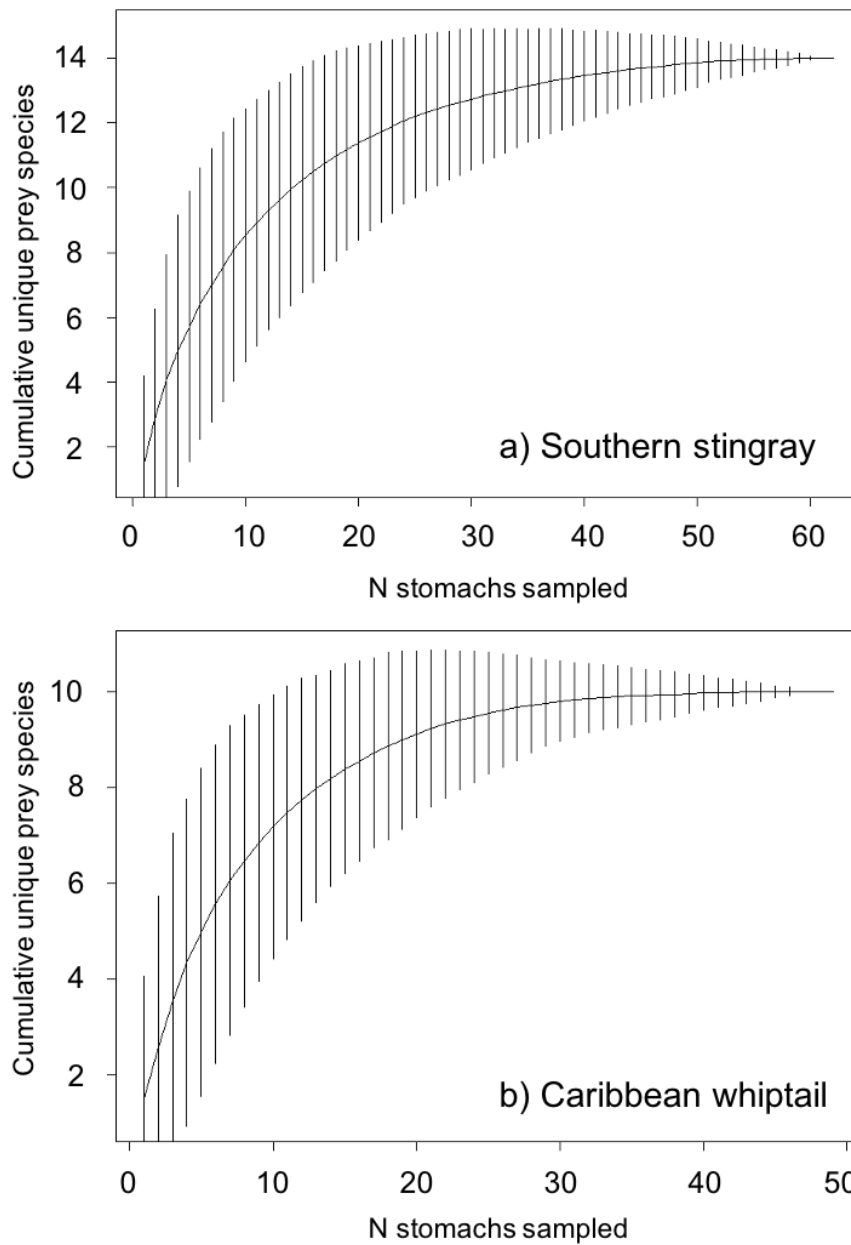 Cumulative unique prey species
14
12
10
8
6
4
2
a) Southern stingray
0 10 20 30 40 50 60
N stomachs sampled
Cumulative unique prey species
10
8
6
4
2
b) Caribbean whiptail
0 10 20 30 40 50
N stomachs sampled